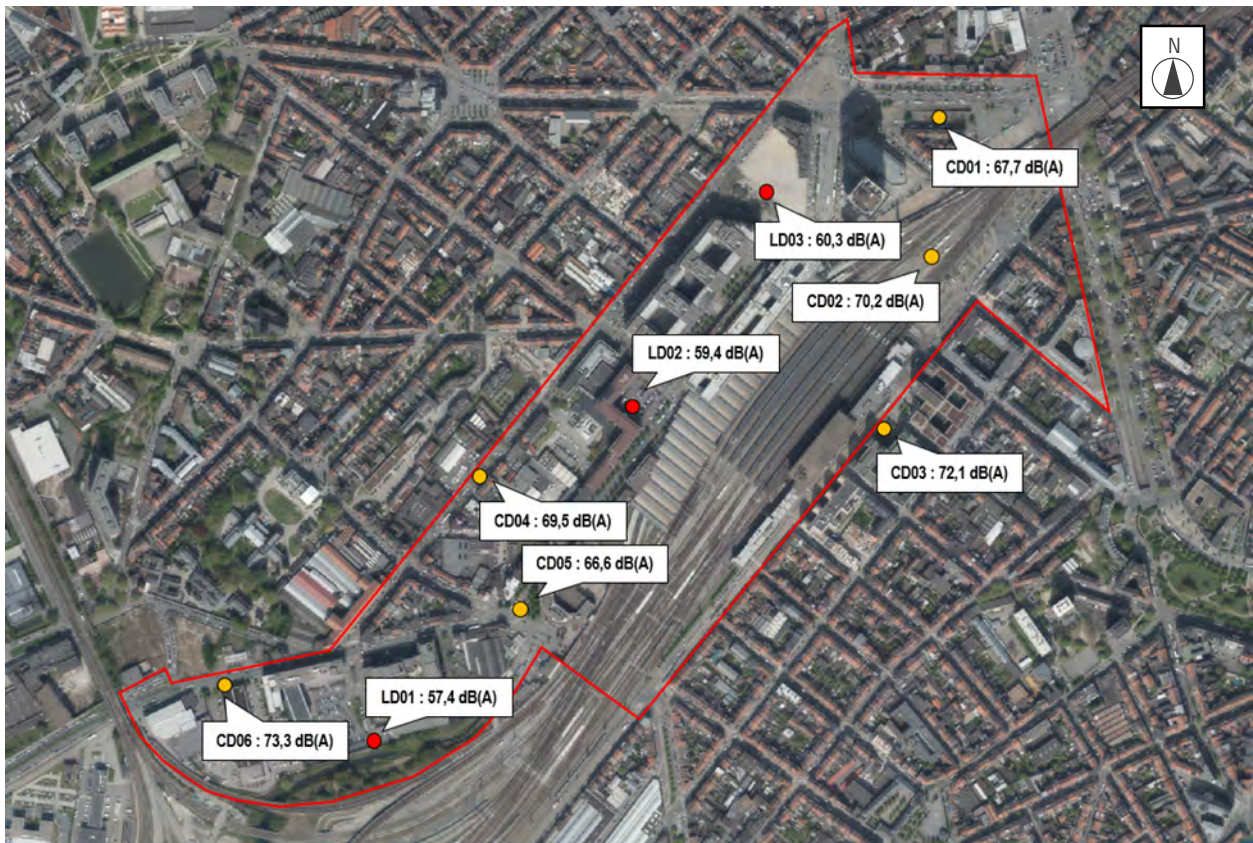 N
CD01 : 67,7 dB(A)
LD03 : 60,3 dB(A)
CD02 : 70,2 dB(A)
LD02 : 59,4 dB(A)
CD03 : 72,1 dB(A)
CD04 : 69,5 dB(A)
CD05 : 66,6 dB(A)
LD01 : 57,4 dB(A)
CD06 : 73,3 dB(A)